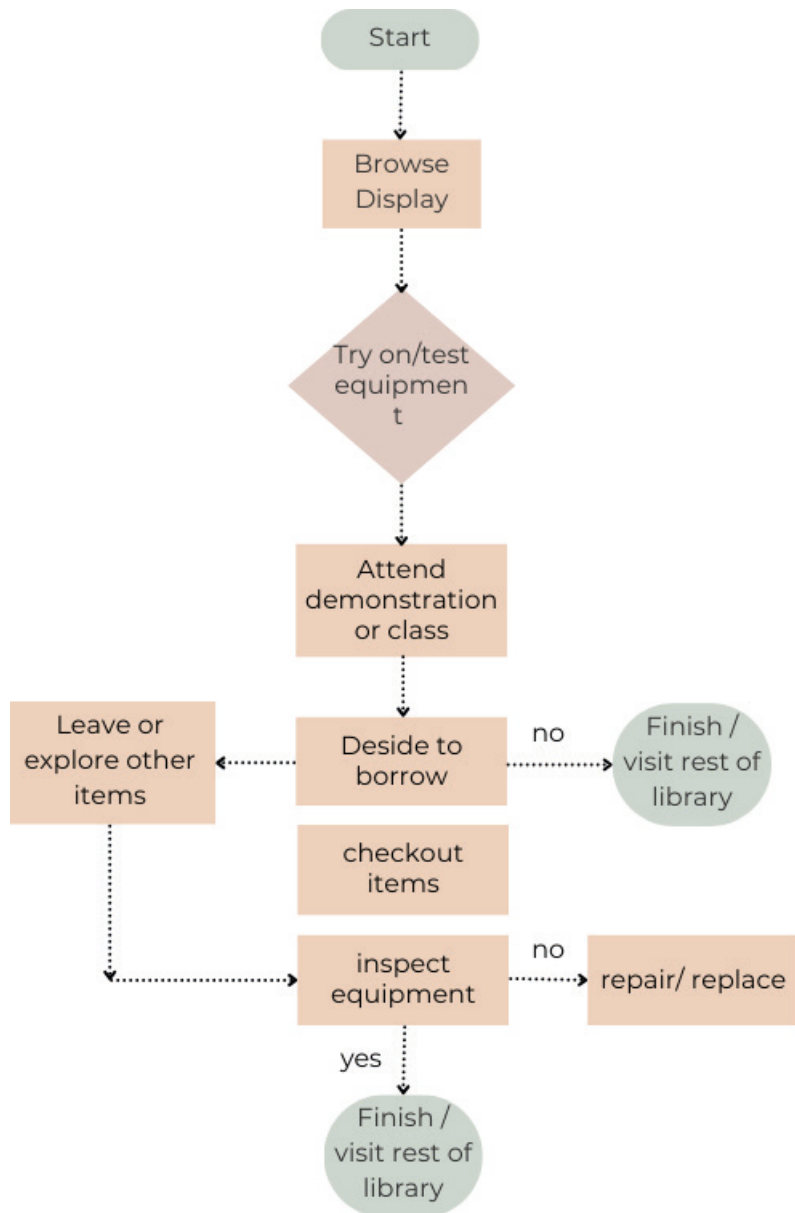 Start
Browse
Display
Try on/test
equipmen
t
Attend
demonstration
or class
Leave or
explore other
items
Deside to
borrow
no
Finish /
visit rest of
library
checkout
items
inspect
equipment
no
repair/ replace
yes
Finish /
visit rest of
library